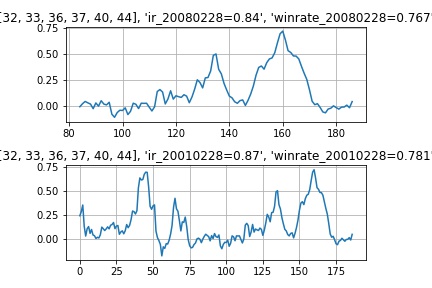 [32, 33, 36, 37, 40, 44], 'ir_20080228=0.84', 'winrate_20080228=0.767'
0.75
0.50
0.25
0.00
80 100 120 140 160 180
[32, 33, 36, 37, 40, 44], 'ir_20010228=0.87', 'winrate_20010228=0.781'
0.75
0.50
0.25
0.00
0 25 50 75 100 125 150 175